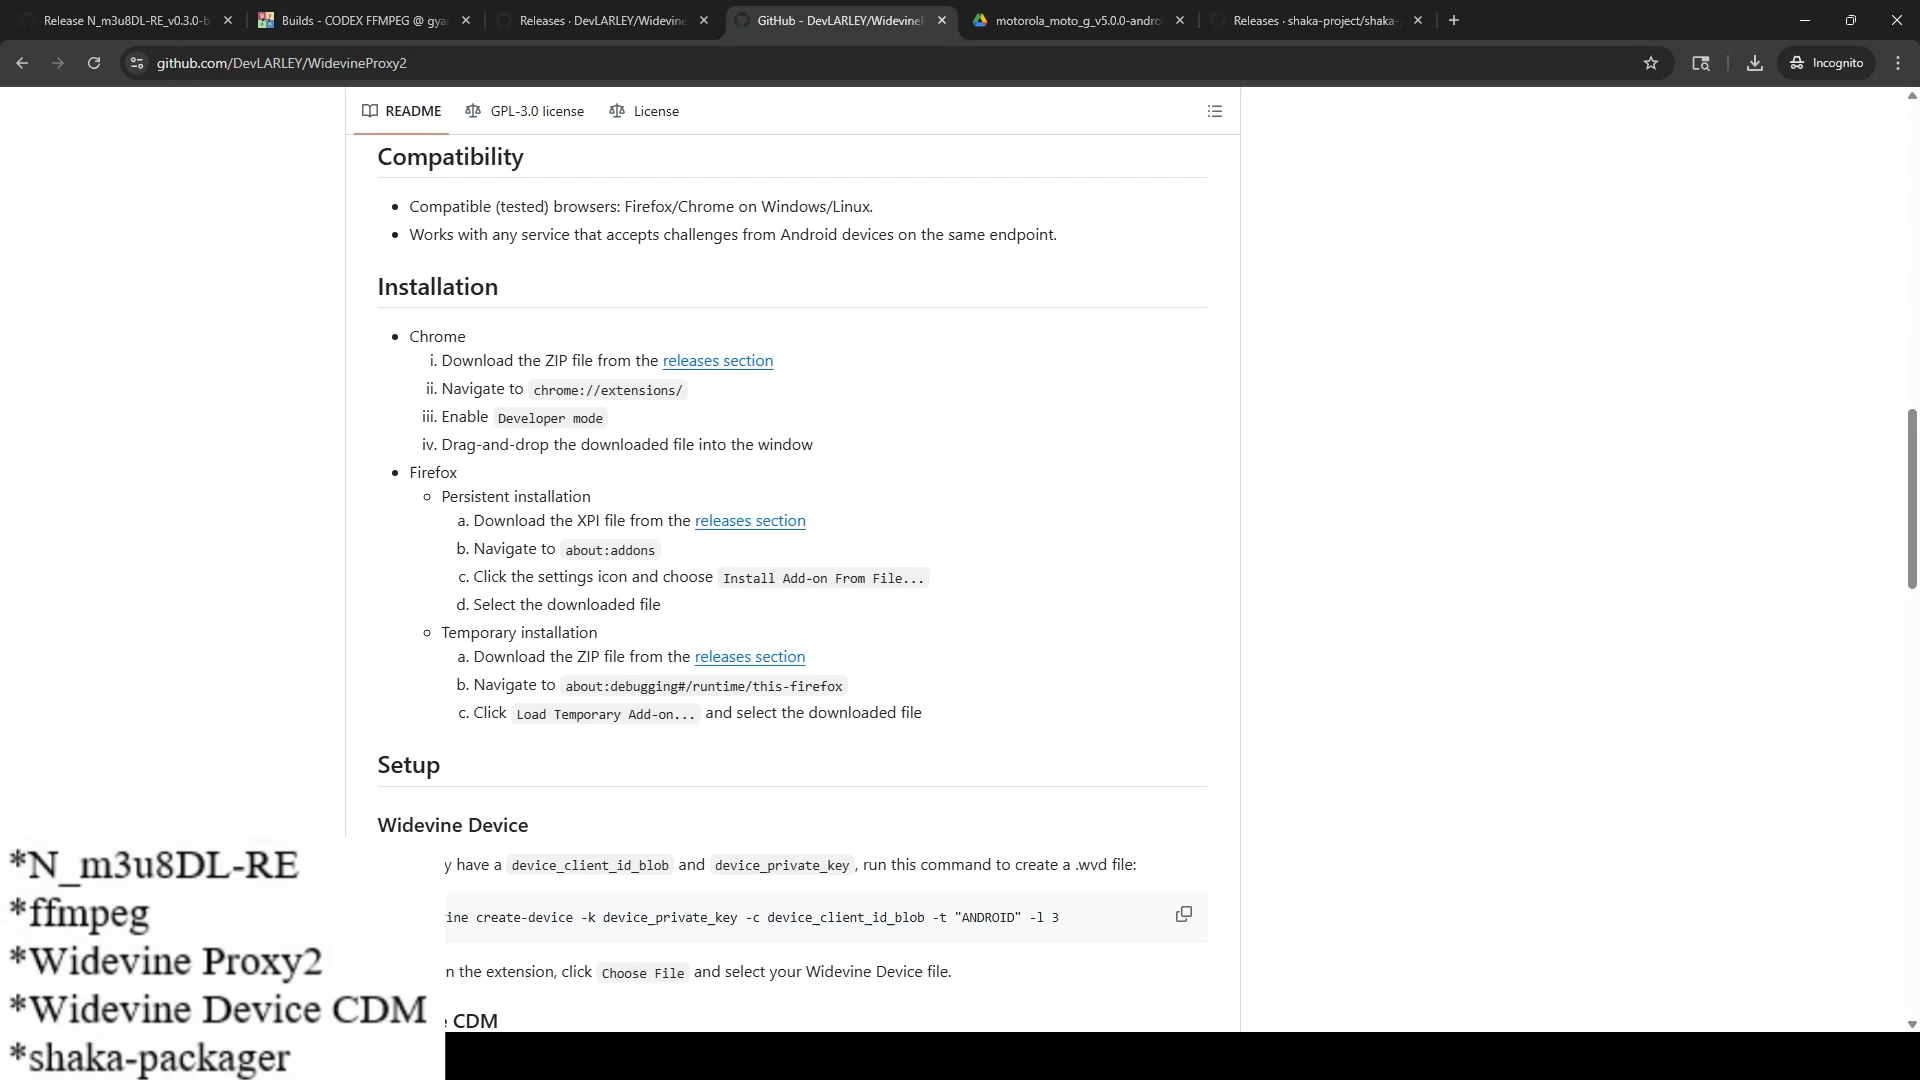 Release N_m3u8DL-RE_v0.3.0-b
Builds - CODEX FFMPEG @ gya
Releases · DevLARLEY/Widevine
GitHub - DevLARLEY/WidevineP
motorola_moto_g_v5.0.0-andro
Releases · shaka-project/shaka-
github.com/DevLARLEY/WidevineProxy2
Incognito
README
GPL-3.0 license
License
Compatibility
• Compatible (tested) browsers: Firefox/Chrome on Windows/Linux.
• Works with any service that accepts challenges from Android devices on the same endpoint.
Installation
• Chrome
i. Download the ZIP file from the releases section
ii. Navigate to chrome://extensions/
iii. Enable Developer mode
iv. Drag-and-drop the downloaded file into the window
• Firefox
○ Persistent installation
a. Download the XPI file from the releases section
b. Navigate to about:addons
c. Click the settings icon and choose Install Add-on From File...
d. Select the downloaded file
○ Temporary installation
a. Download the ZIP file from the releases section
b. Navigate to about:debugging#/runtime/this-firefox
c. Click Load Temporary Add-on... and select the downloaded file
Setup
Widevine Device
y have a device_client_id_blob and device_private_key, run this command to create a .wvd file:
ine create-device -k device_private_key -c device_client_id_blob -t "ANDROID" -l 3
n the extension, click Choose File and select your Widevine Device file.
CDM
*N_m3u8DL-RE
*ffmpeg
*Widevine Proxy2
*Widevine Device CDM
*shaka-packager